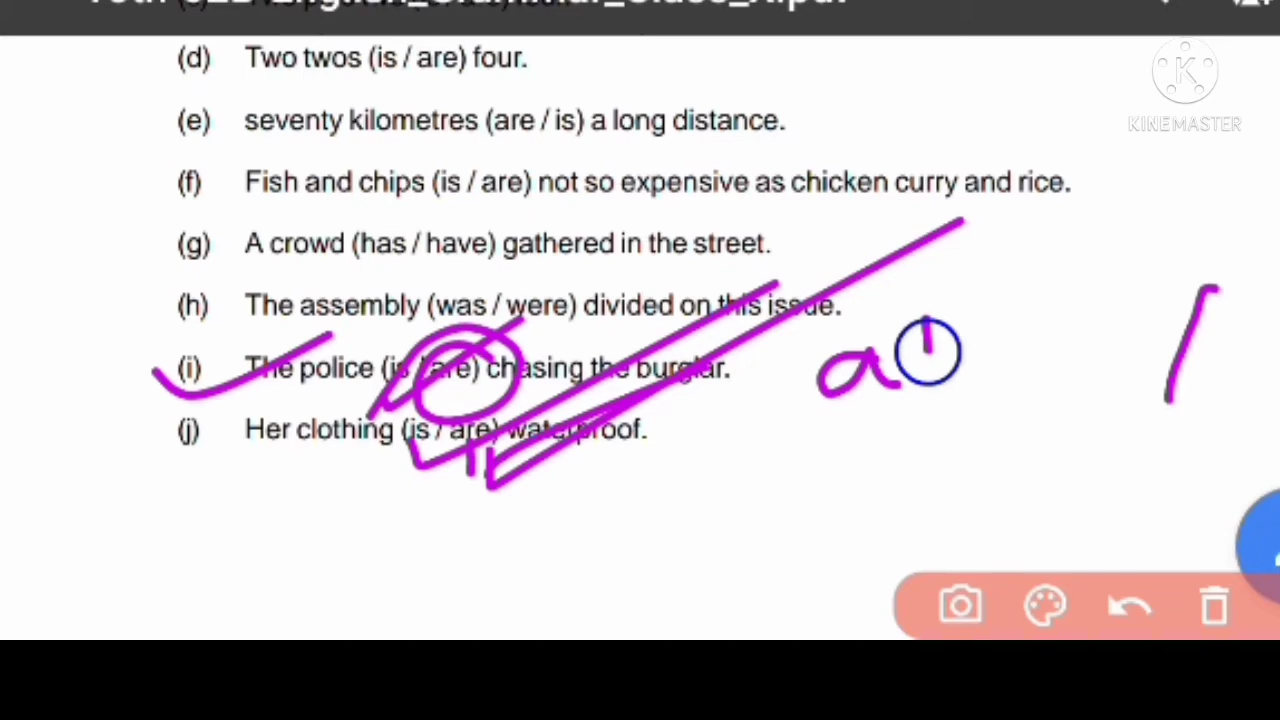 (d) Two twos (is / are) four.
KINEMASTER
(e) seventy kilometres (are / is) a long distance.
(f) Fish and chips (is / are) not so expensive as chicken curry and rice.
(g) A crowd (has / have) gathered in the street.
(h) The assembly (was / were) divided on this issue.
(i) The police (is / are) chasing the burglar.
(j) Her clothing (is / are) waterproof.